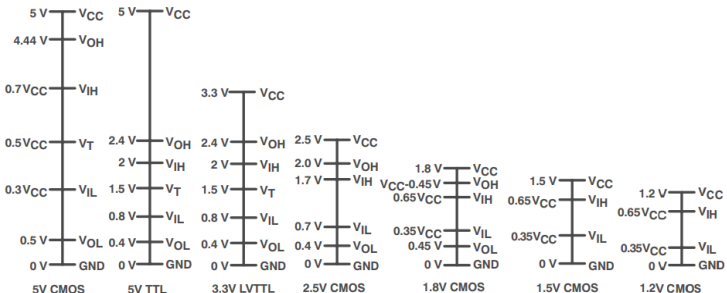 5 V VCC
4.44 V VOH
0.7VCC VIH
0.5VCC VT
0.3VCC VIL
0.5 V VOL
0 V GND
5V CMOS
5 V VCC
2.4 V VOH
2 V VIH
1.5 V VT
0.8 V VIL
0.4 V VOL
0 V GND
5V TTL
3.3 V VCC
2.4 V VOH
2 V VIH
1.5 V VT
0.8 V VIL
0.4 V VOL
0 V GND
3.3V LVTTL
2.5 V VCC
2.0 V VOH
1.7 V VIH
0.7 V VIL
0.4 V VOL
0 V GND
2.5V CMOS
1.8 V VCC
VCC-0.45V VOH
0.65VCC VIH
0.35VCC VIL
0.45 V VOL
0 V GND
1.8V CMOS
1.5 V VCC
0.65VCC VIH
0.35VCC VIL
0 V GND
1.5V CMOS
1.2 V VCC
0.65VCC VIH
0.35VCC VIL
0 V GND
1.2V CMOS